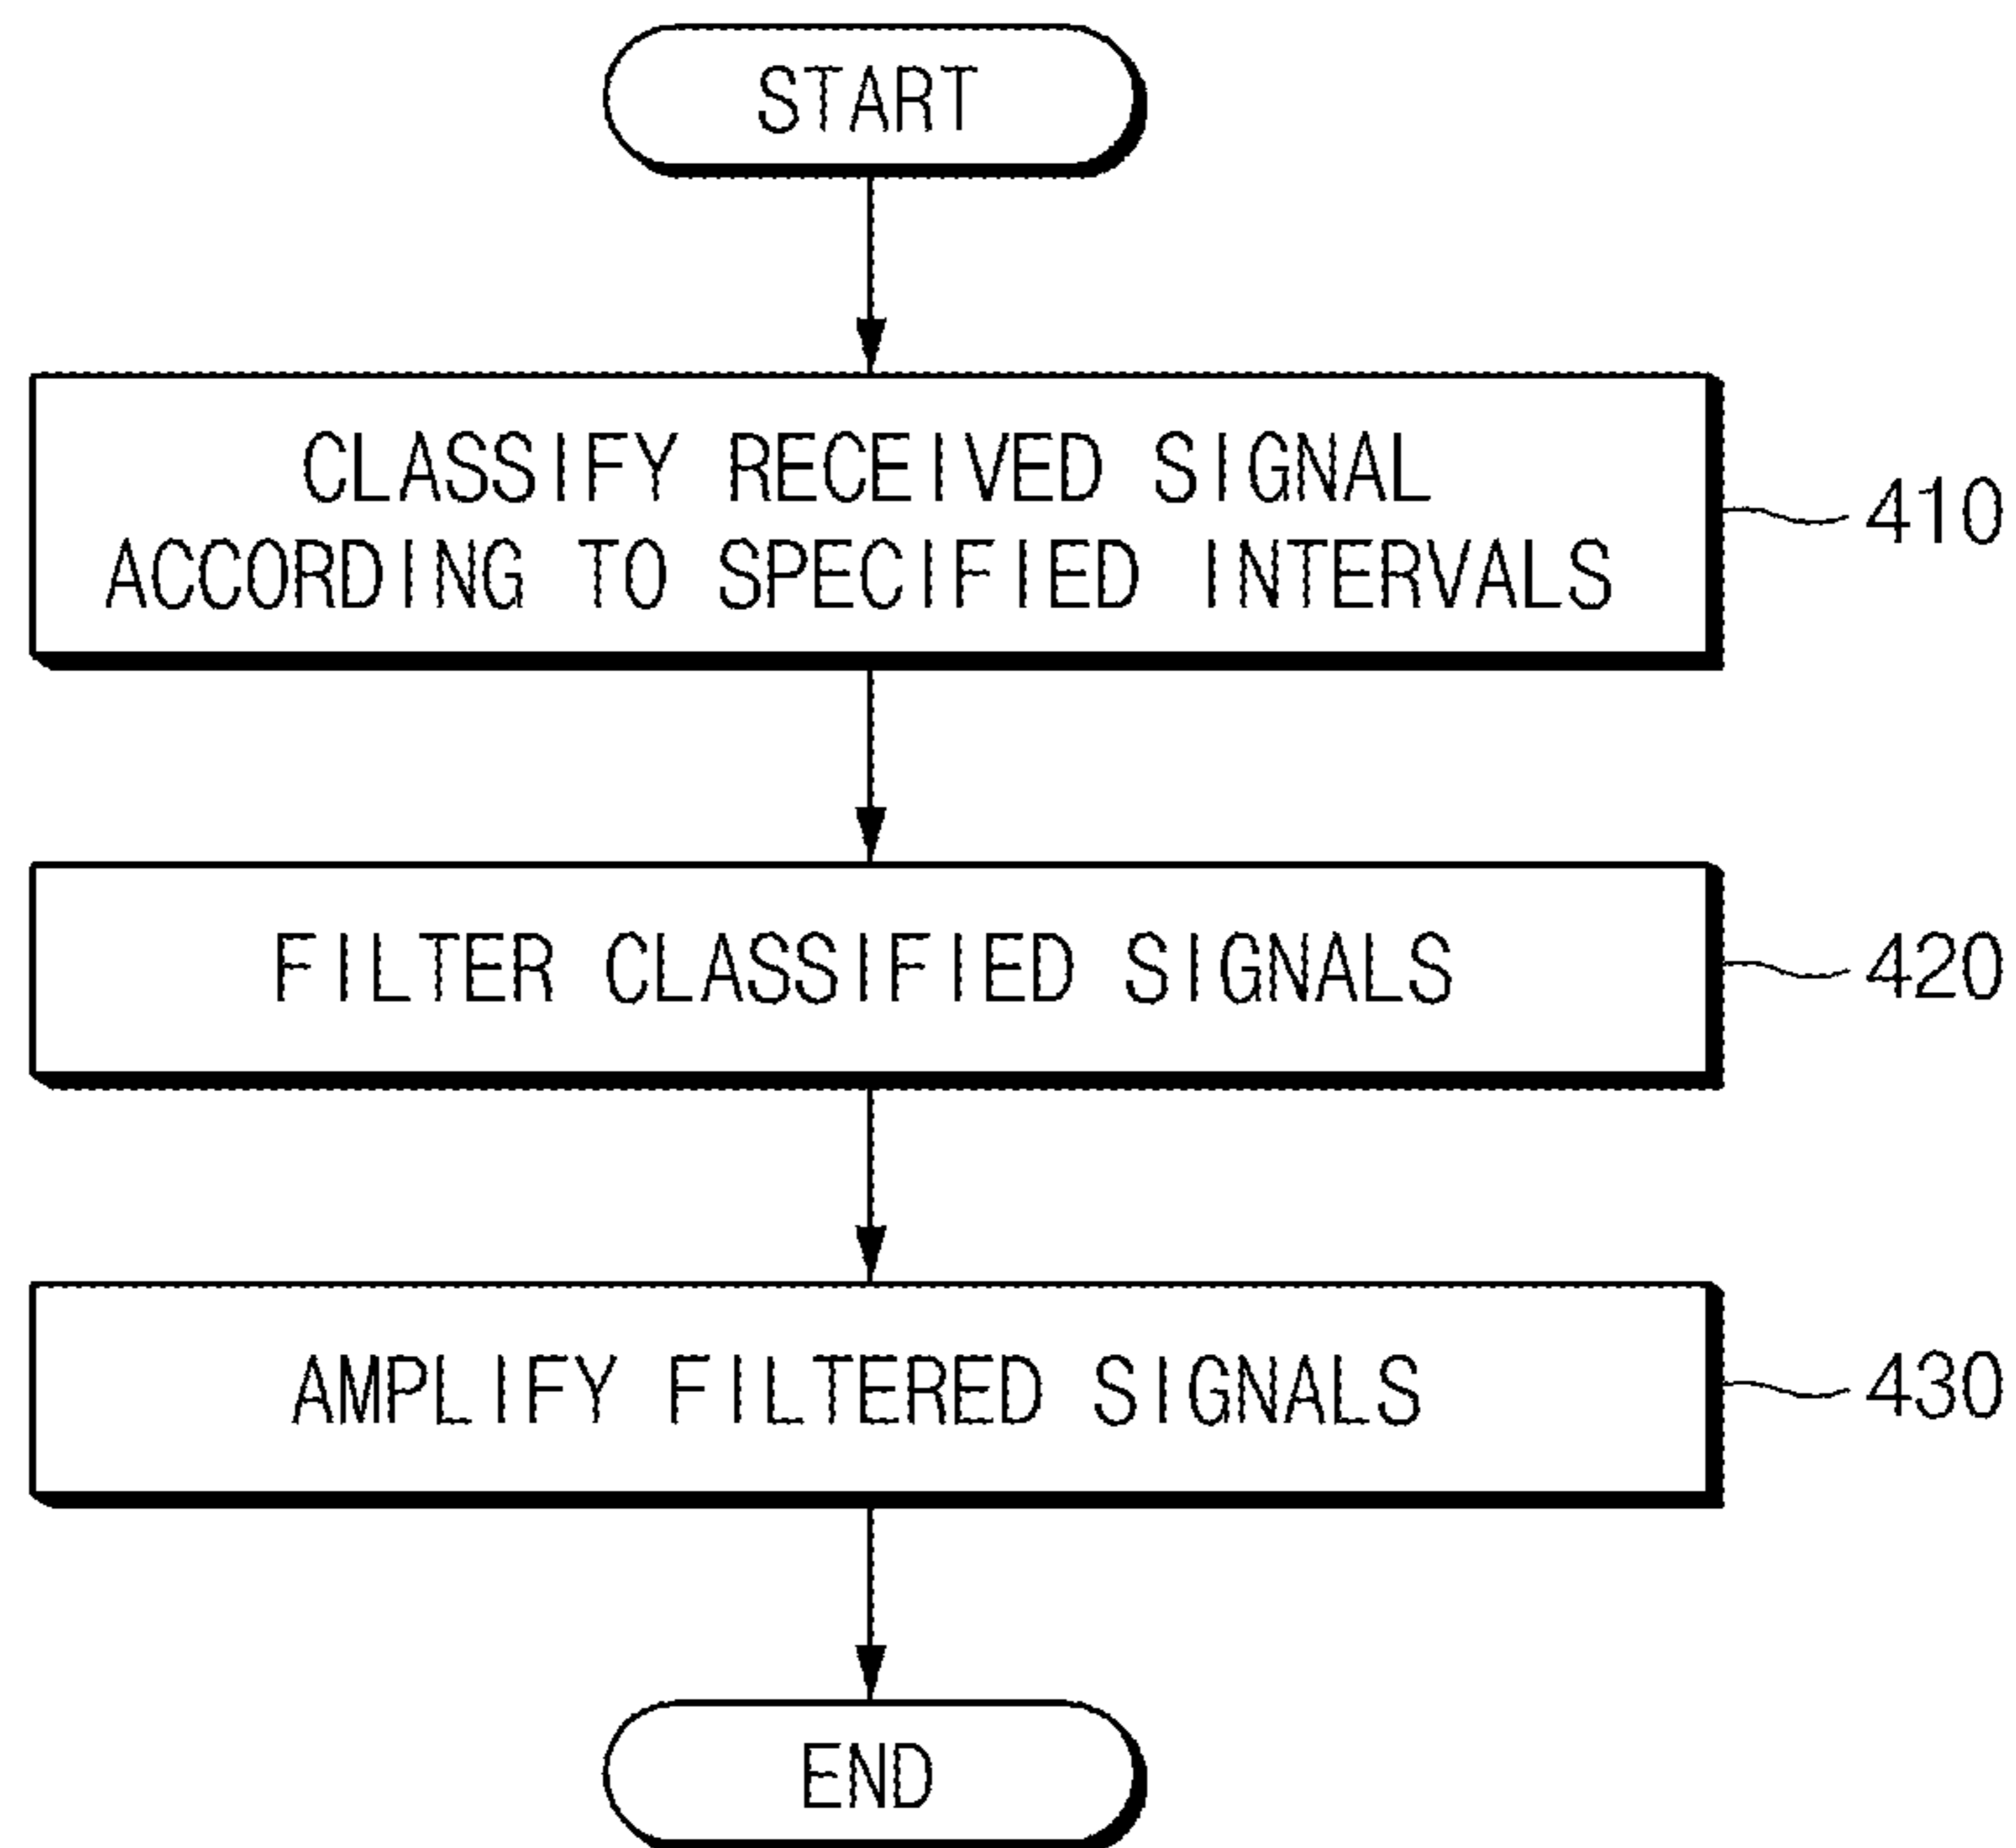 START
CLASSIFY RECEIVED SIGNAL
ACCORDING TO SPECIFIED INTERVALS
410
FILTER CLASSIFIED SIGNALS
420
AMPLIFY FILTERED SIGNALS
430
END